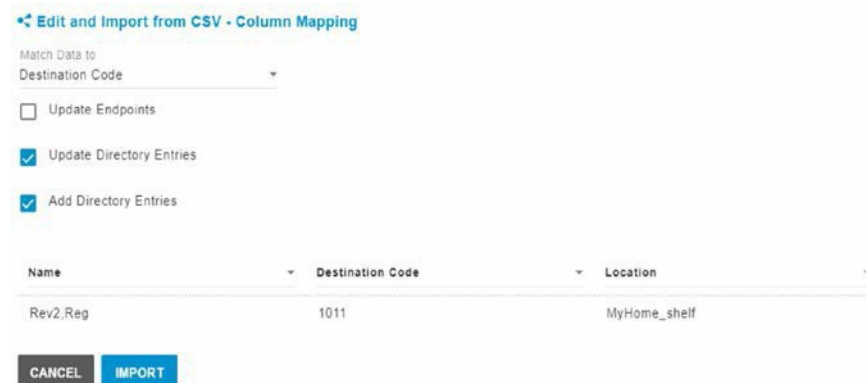 Edit and Import from CSV - Column Mapping
Match Data to
Destination Code
Update Endpoints
Update Directory Entries
Add Directory Entries
Name Destination Code Location
Rev2,Reg 1011 MyHome_shelf
CANCEL IMPORT